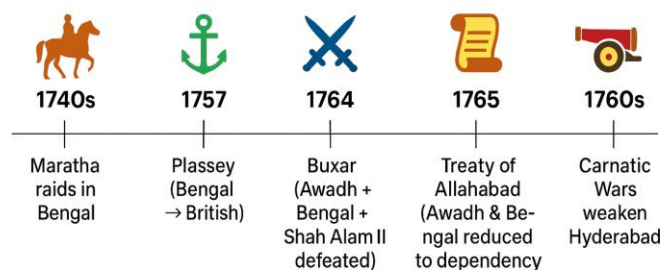 1740s
Maratha
raids in
Bengal
1757
Plassey
(Bengal
→ British)
1764
Buxar
(Awadh +
Bengal +
Shah Alam II
defeated)
1765
Treaty of
Allahabad
(Awadh & Be-
ngal reduced
to dependency
1760s
Carnatic
Wars
weaken
Hyderabad